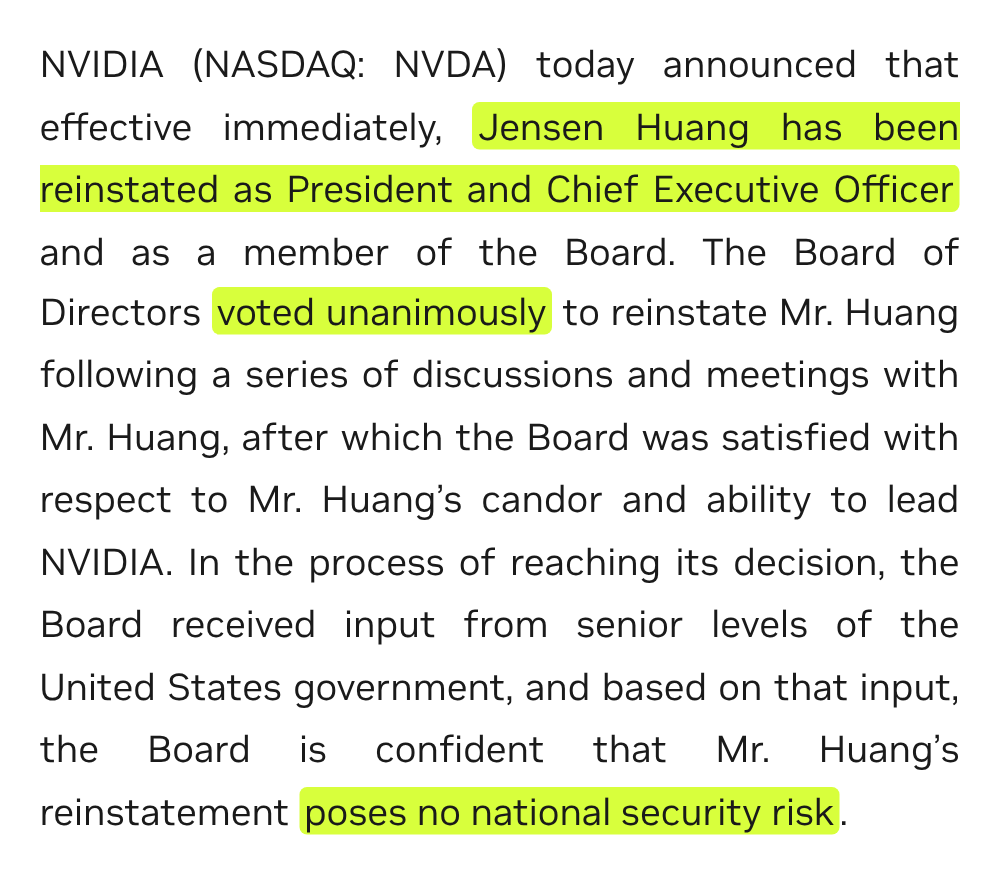 NVIDIA (NASDAQ: NVDA) today announced that
effective immediately, Jensen Huang has been
reinstated as President and Chief Executive Officer
and as a member of the Board. The Board of
Directors voted unanimously to reinstate Mr. Huang
following a series of discussions and meetings with
Mr. Huang, after which the Board was satisfied with
respect to Mr. Huang’s candor and ability to lead
NVIDIA. In the process of reaching its decision, the
Board received input from senior levels of the
United States government, and based on that input,
the Board is confident that Mr. Huang’s
reinstatement poses no national security risk.